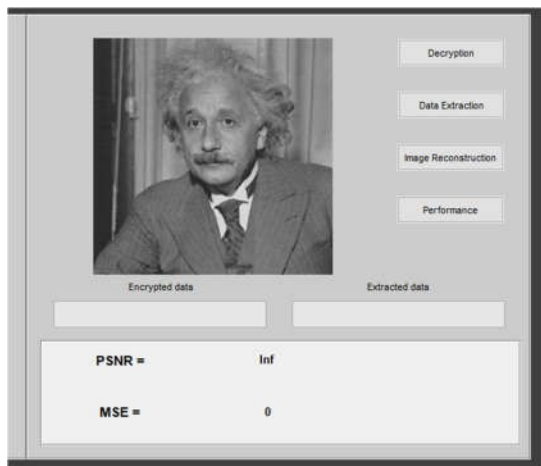 Decryption
Data Extraction
Image Reconstruction
Performance
Encrypted data Extracted data
PSNR = Inf
MSE = 0